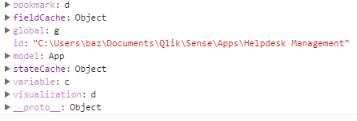 ▶ bookmark: d
▶ fieldCache: Object
▶ global: g
id: "C:\Users\baz\Documents\Qlik\Sense\Apps\Helpdesk Management"
▶ model: App
▶ stateCache: Object
▶ variable: c
▶ visualization: d
▶ __proto__: Object